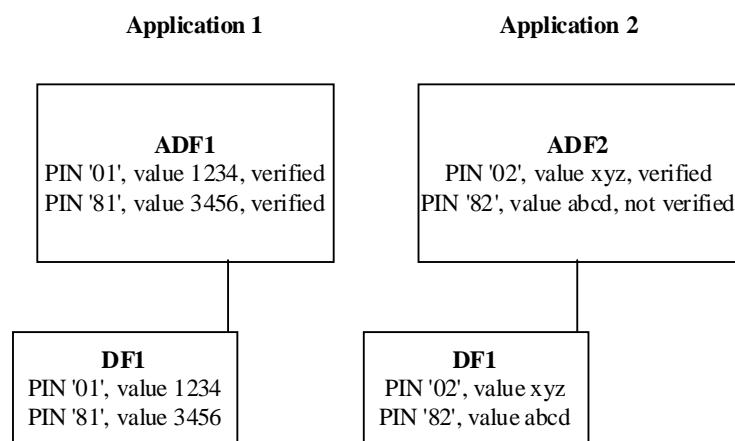 Application 1
Application 2
ADF1
PIN '01', value 1234, verified
PIN '81', value 3456, verified
ADF2
PIN '02', value xyz, verified
PIN '82', value abcd, not verified
DF1
PIN '01', value 1234
PIN '81', value 3456
DF1
PIN '02', value xyz
PIN '82', value abcd